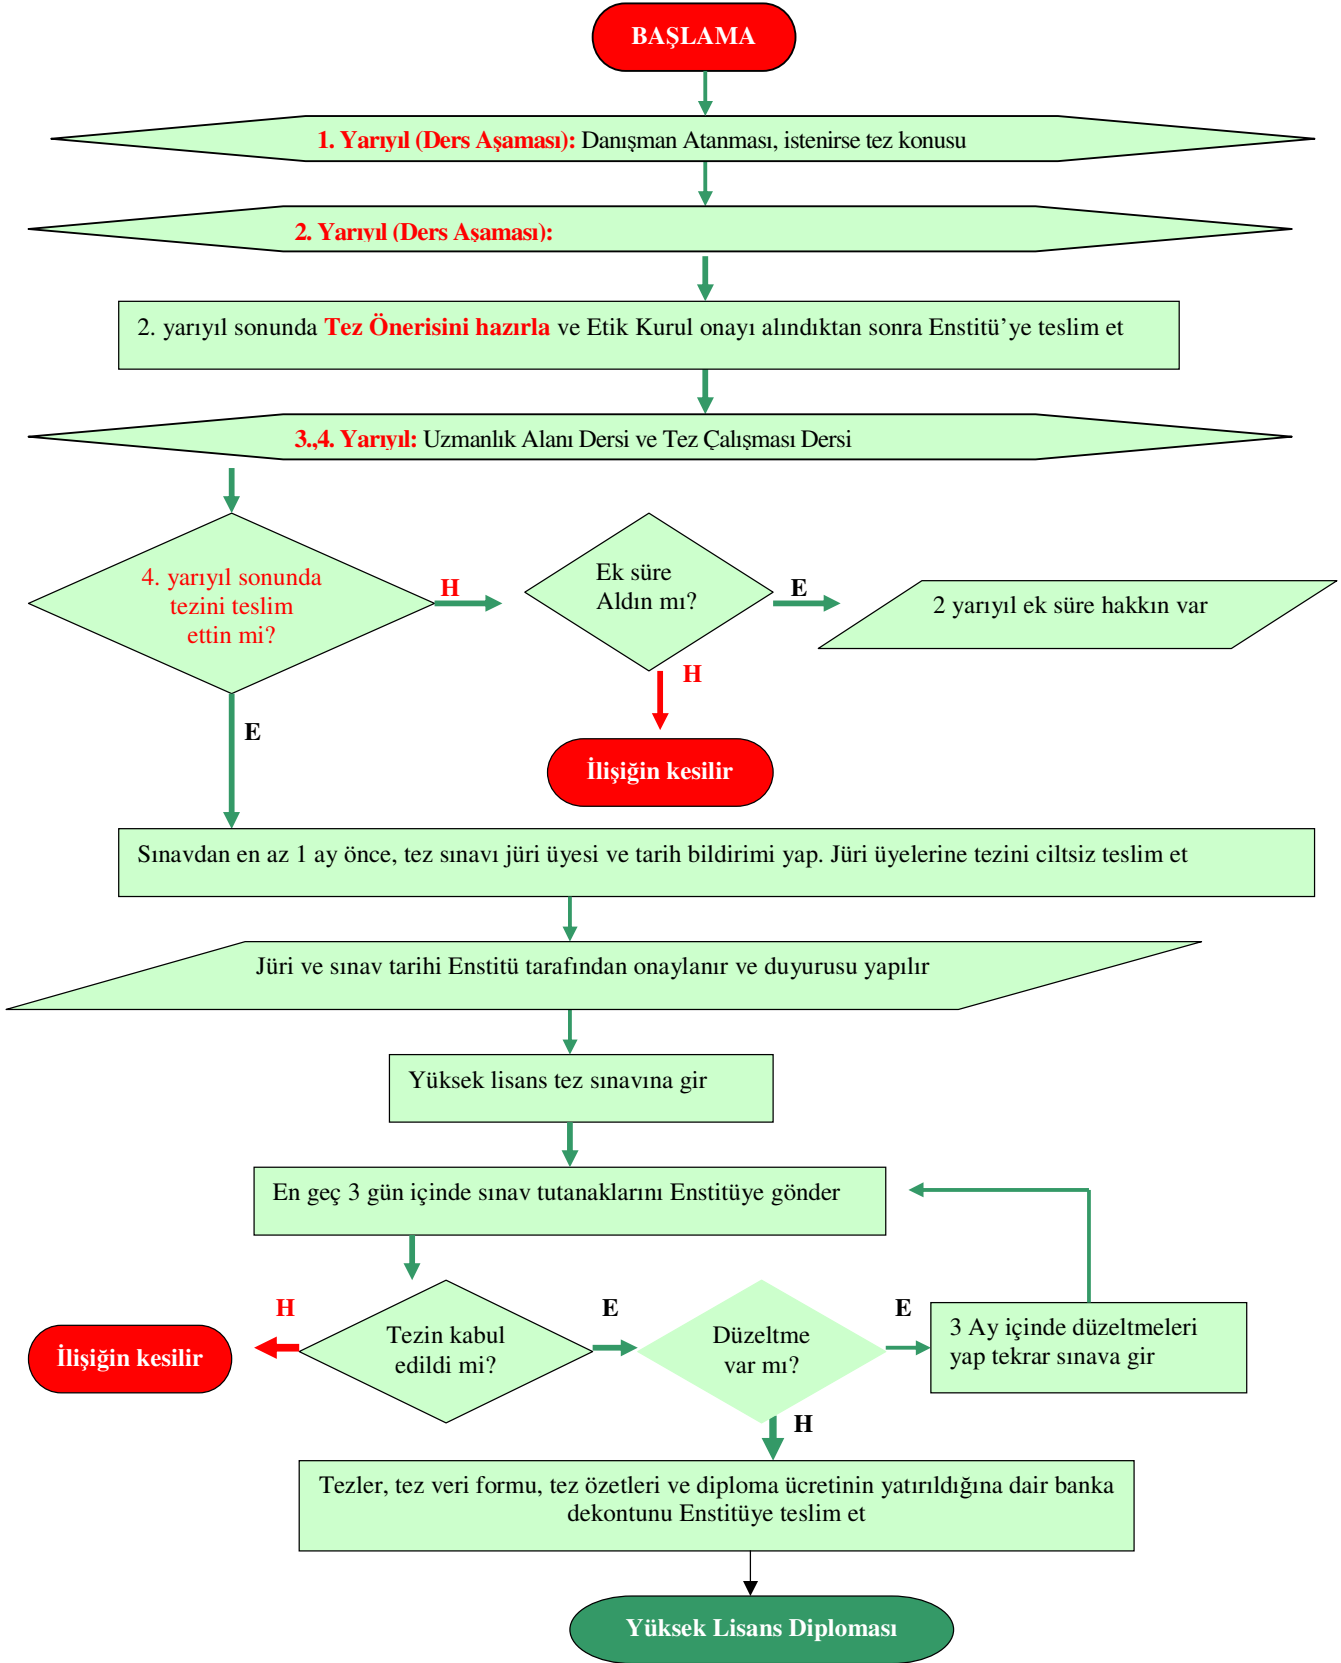 BAŞLAMA
1. Yarıyıl (Ders Aşaması): Danışman Atanması, istenirse tez konusu
2. Yarıyıl (Ders Aşaması):
2. yarıyıl sonunda Tez Önerisini hazırla ve Etik Kurul onayı alındıktan sonra Enstitü’ye teslim et
3.,4. Yarıyıl: Uzmanlık Alanı Dersi ve Tez Çalışması Dersi
4. yarıyıl sonunda
tezini teslim
ettin mi?
H
Ek süre
Aldın mı?
E
2 yarıyıl ek süre hakkın var
H
E
İlişiğin kesilir
Sınavdan en az 1 ay önce, tez sınavı jüri üyesi ve tarih bildirimi yap. Jüri üyelerine tezini ciltsiz teslim et
Jüri ve sınav tarihi Enstitü tarafından onaylanır ve duyurusu yapılır
Yüksek lisans tez sınavına gir
En geç 3 gün içinde sınav tutanaklarını Enstitüye gönder
H
İlişiğin kesilir
Tezin kabul
edildi mi?
E
Düzeltme
var mı?
E
3 Ay içinde düzeltmeleri
yap tekrar sınava gir
H
Tezler, tez veri formu, tez özetleri ve diploma ücretinin yatırıldığına dair banka
dekontunu Enstitüye teslim et
Yüksek Lisans Diploması